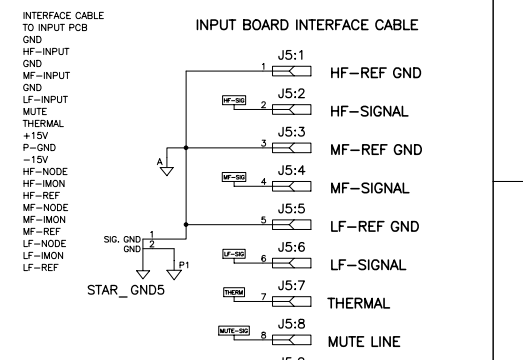 INTERFACE CABLE
TO INPUT PCB
GND
HF-INPUT
GND
MF-INPUT
GND
LF-INPUT
MUTE
THERMAL
+15V
P-GND
-15V
HF-NODE
HF-IMON
HF-REF
MF-NODE
MF-IMON
MF-REF
LF-NODE
LF-IMON
LF-REF
INPUT BOARD INTERFACE CABLE
J5:1
1 HF-REF GND
J5:2
HF-SIG 2 HF-SIGNAL
J5:3
3 MF-REF GND
A
J5:4
MF-SIG 4 MF-SIGNAL
J5:5
5 LF-REF GND
SIG. GND 1
GND 2
P1
STAR_GND5
J5:6
LF-SIG 6 LF-SIGNAL
J5:7
THERM 7 THERMAL
J5:8
MUTE-SIG 8 MUTE LINE